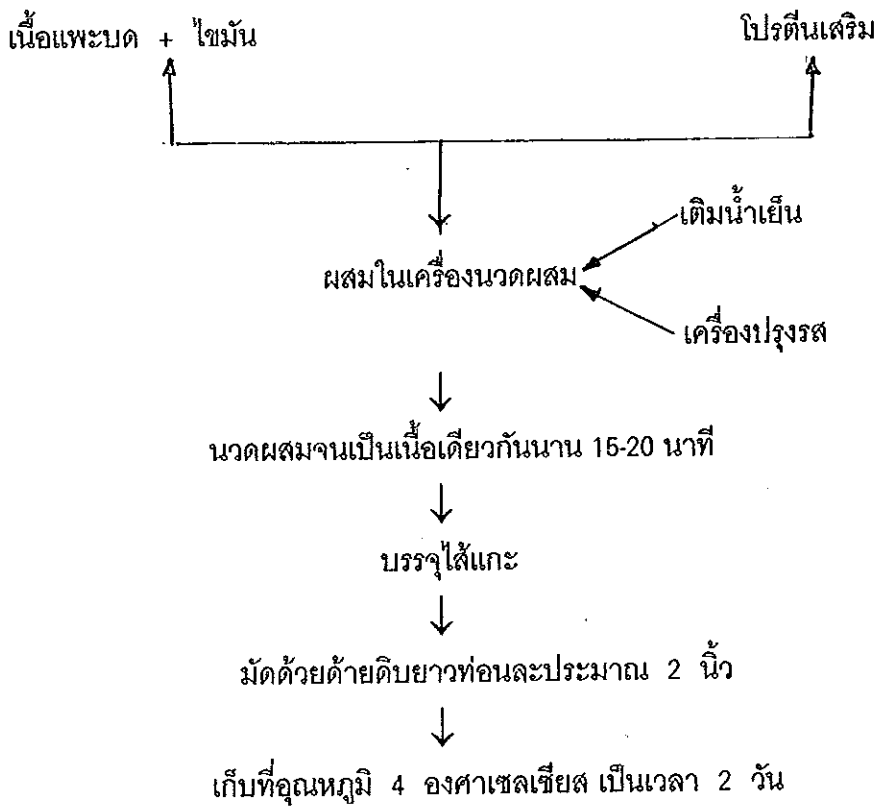 เนื้อแพะบด + ไขมัน โปรตีนเสริม
เติมน้ำเย็น
ผสมในเครื่องนวดผสม
เครื่องปรุงรส
นวดผสมจนเป็นเนื้อเดียวกันนาน 15-20 นาที
บรรจุไส้แกะ
มัดด้วยด้ายดิบยาวท่อนละประมาณ 2 นิ้ว
เก็บที่อุณหภูมิ 4 องศาเซลเซียส เป็นเวลา 2 วัน